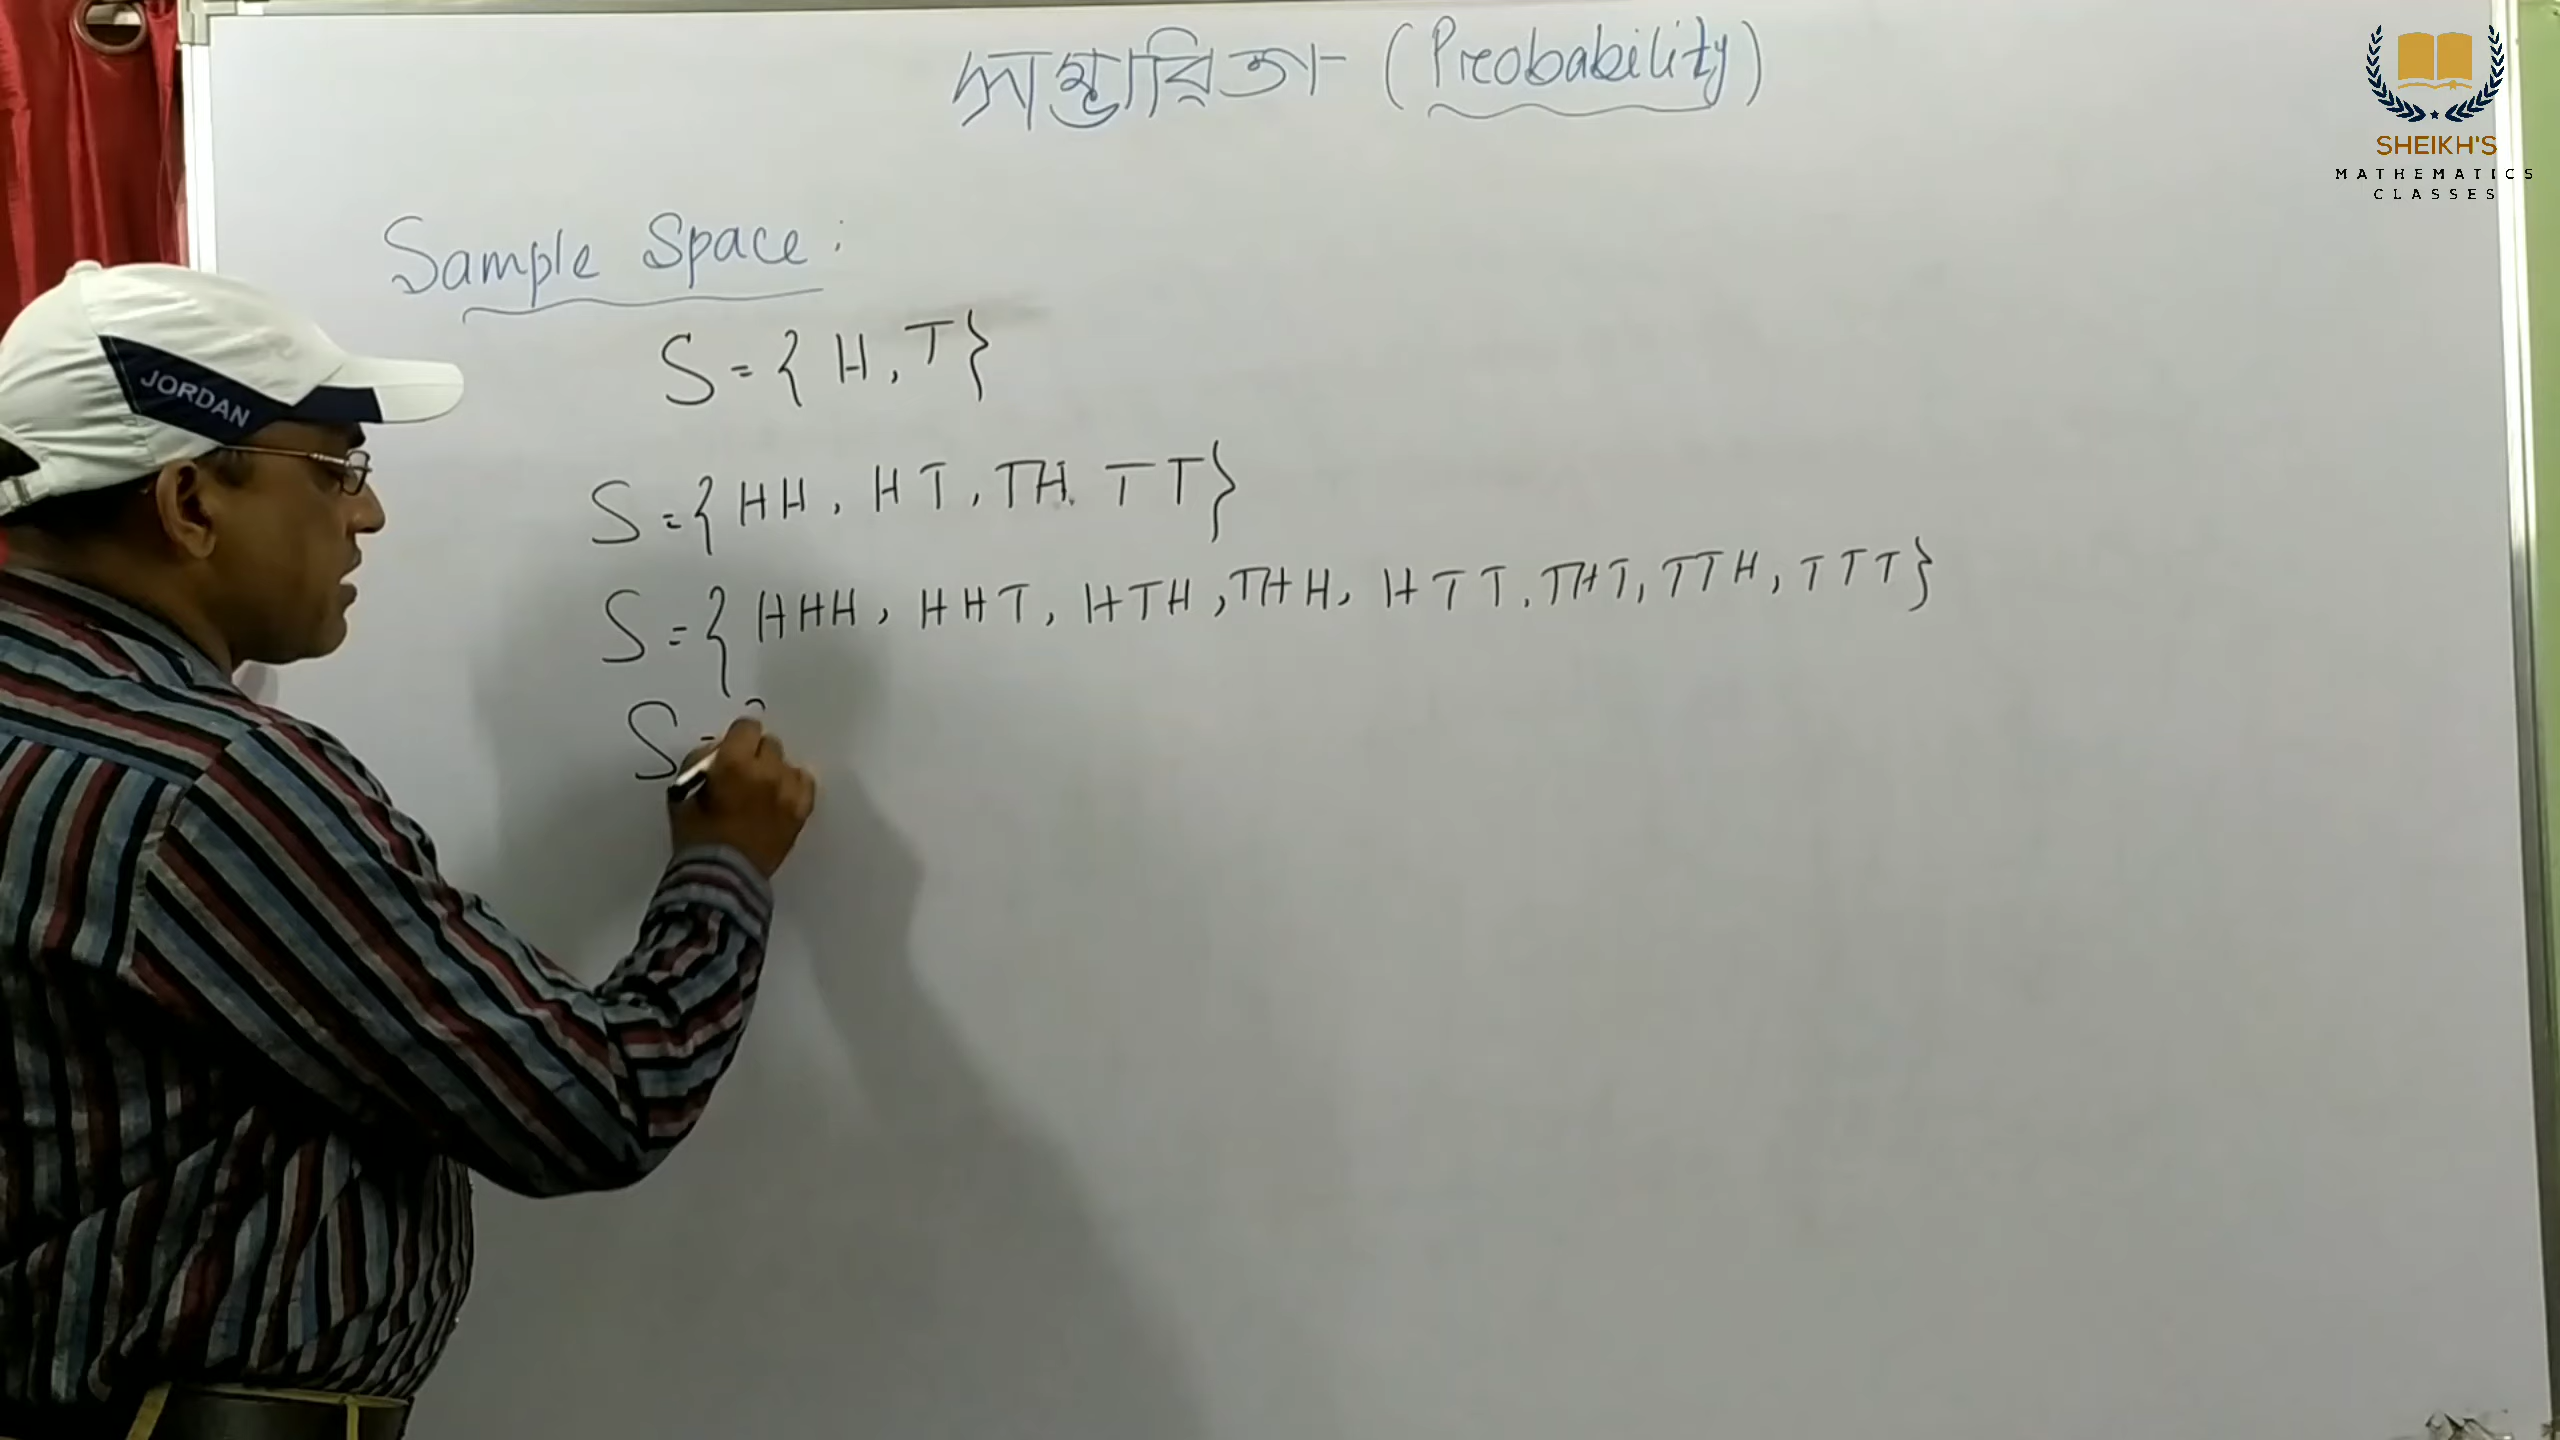 সম্ভাবিতা (Probability)
SHEIKH'S
MATHEMATICS
CLASSES
Sample Space:
S = { H, T }
JORDAN
S = { HH, HT, TH, TT }
S = { HHH, HHT, HTH, THH, HTT, THT, TTH, TTT }
S =